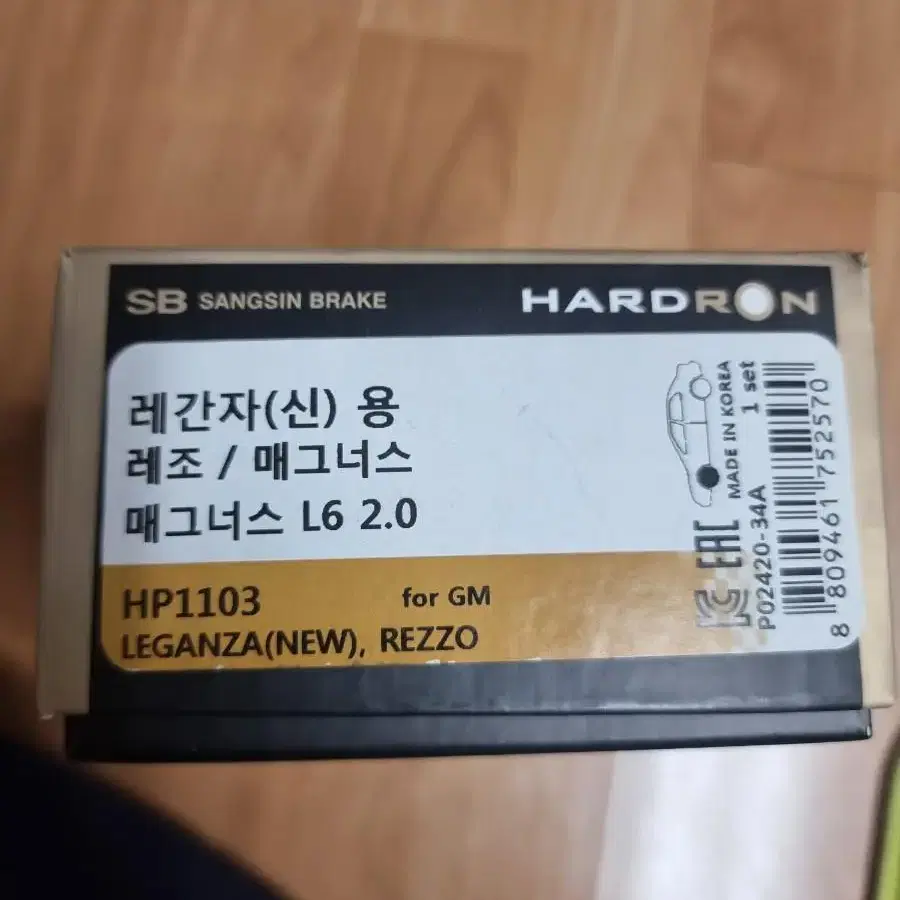 SB SANGSIN BRAKE
HARDRON
레간자(신) 용
레조 / 매그너스
매그너스 L6 2.0
HP1103
for GM
LEGANZA(NEW), REZZO
MADE IN KOREA
1 set
EAC
KC
P02420-34A
8 809461 752570